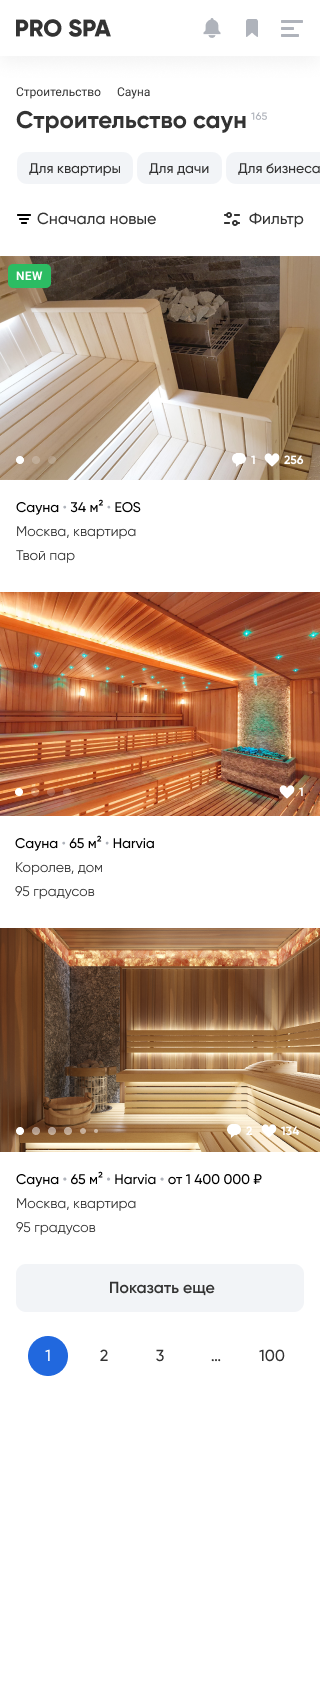 PRO SPA
Строительство Сауна
Строительство саун 165
Для квартиры Для дачи Для бизнеса
Сначала новые Фильтр
NEW
1 256
Сауна • 34 м² • EOS
Москва, квартира
Твой пар
1
Сауна • 65 м² • Harvia
Королев, дом
95 градусов
2 134
Сауна • 65 м² • Harvia • от 1 400 000 ₽
Москва, квартира
95 градусов
Показать еще
1 2 3 ... 100